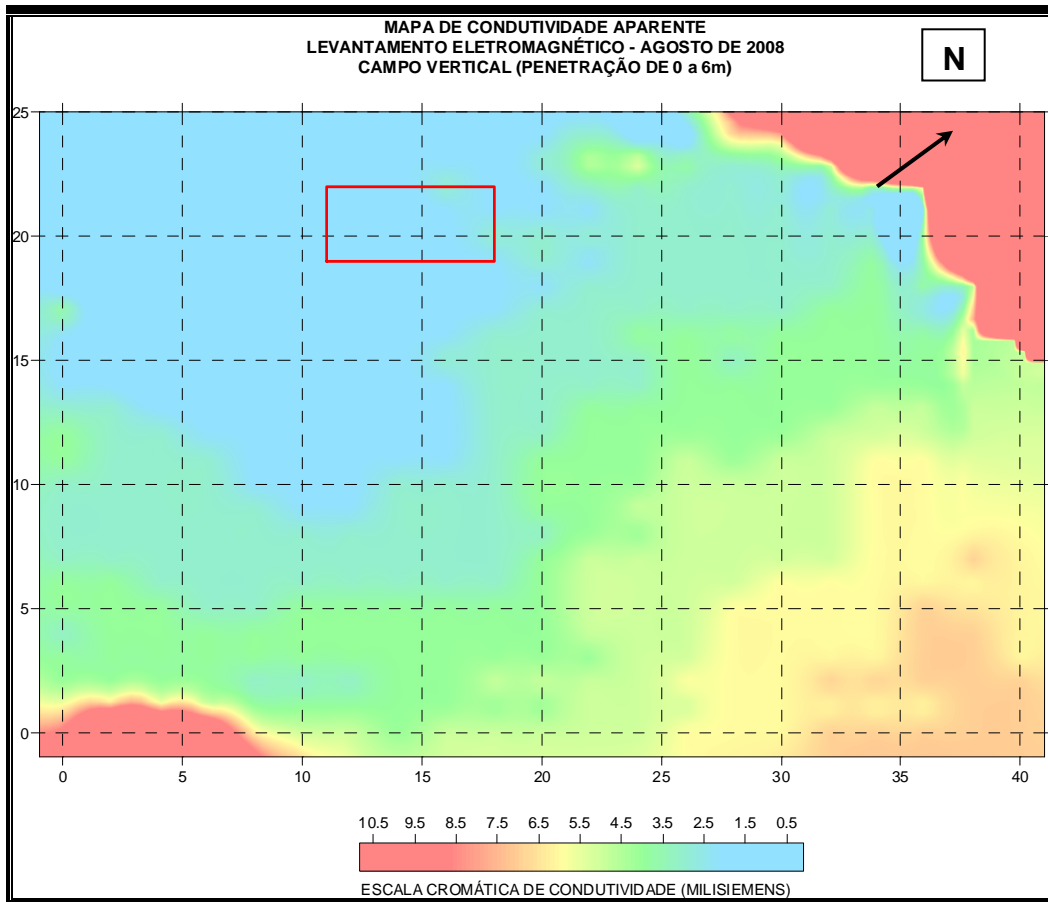 MAPA DE CONDUTIVIDADE APARENTE
LEVANTAMENTO ELETROMAGNÉTICO - AGOSTO DE 2008
CAMPO VERTICAL (PENETRAÇÃO DE 0 a 6m)
N
25
20
15
10
5
0
0 5 10 15 20 25 30 35 40
10.5 9.5 8.5 7.5 6.5 5.5 4.5 3.5 2.5 1.5 0.5
ESCALA CROMÁTICA DE CONDUTIVIDADE (MILISIEMENS)